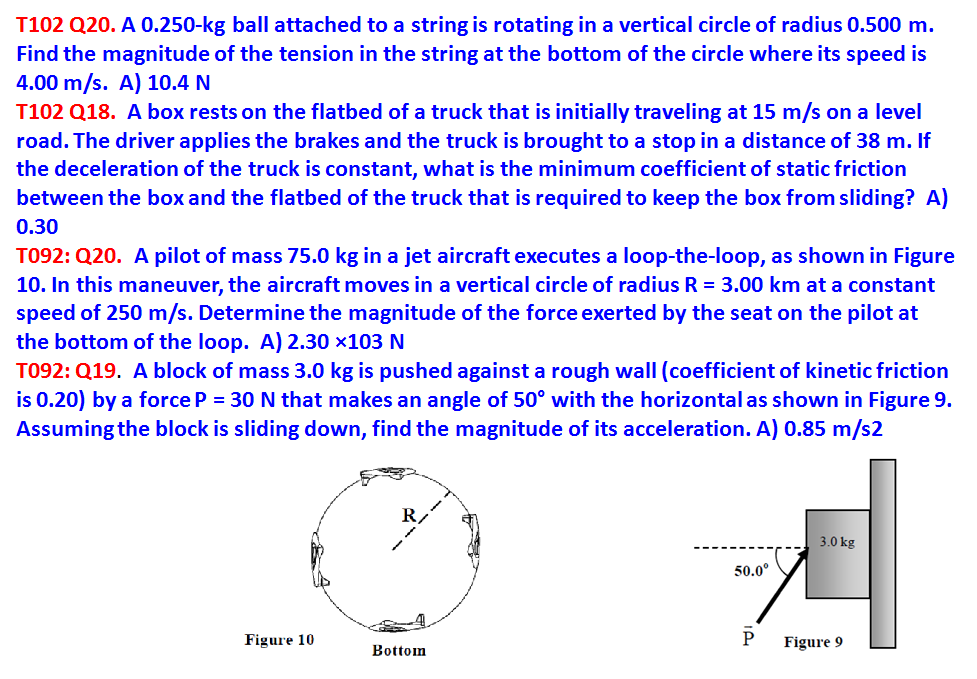 T102 Q20. A 0.250-kg ball attached to a string is rotating in a vertical circle of radius 0.500 m.
Find the magnitude of the tension in the string at the bottom of the circle where its speed is
4.00 m/s. A) 10.4 N
T102 Q18. A box rests on the flatbed of a truck that is initially traveling at 15 m/s on a level
road. The driver applies the brakes and the truck is brought to a stop in a distance of 38 m. If
the deceleration of the truck is constant, what is the minimum coefficient of static friction
between the box and the flatbed of the truck that is required to keep the box from sliding? A)
0.30
T092: Q20. A pilot of mass 75.0 kg in a jet aircraft executes a loop-the-loop, as shown in Figure
10. In this maneuver, the aircraft moves in a vertical circle of radius R = 3.00 km at a constant
speed of 250 m/s. Determine the magnitude of the force exerted by the seat on the pilot at
the bottom of the loop. A) 2.30 ×103 N
T092: Q19. A block of mass 3.0 kg is pushed against a rough wall (coefficient of kinetic friction
is 0.20) by a force P = 30 N that makes an angle of 50° with the horizontal as shown in Figure 9.
Assuming the block is sliding down, find the magnitude of its acceleration. A) 0.85 m/s2
R
3.0 kg
50.0°
P
Figure 10
Bottom
Figure 9